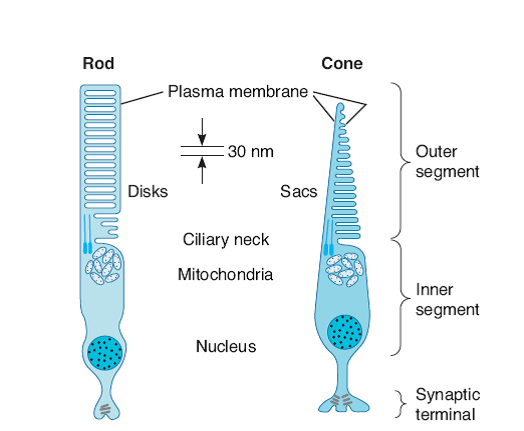 Rod
Cone
Plasma membrane
30 nm
Outer
segment
Disks
Sacs
Ciliary neck
Mitochondria
Inner
segment
Nucleus
Synaptic
terminal